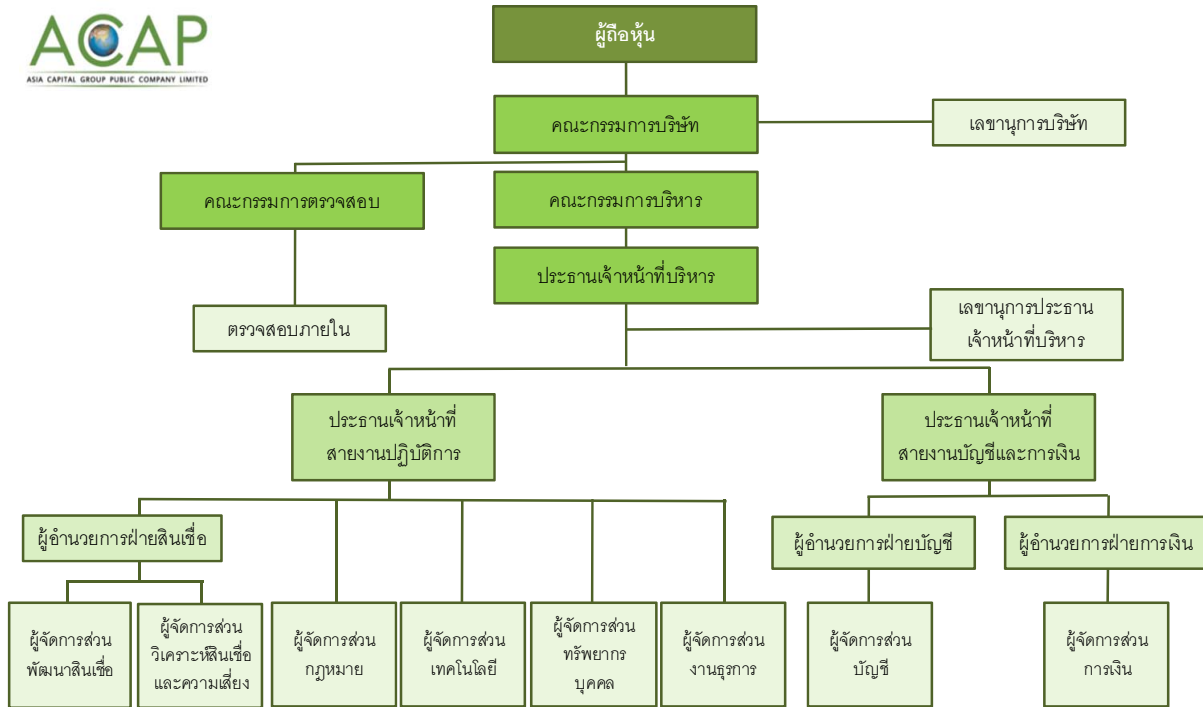 ACAP
ASIA CAPITAL GROUP PUBLIC COMPANY LIMITED
ผู้ถือหุ้น
คณะกรรมการบริษัท
เลขานุการบริษัท
คณะกรรมการตรวจสอบ
คณะกรรมการบริหาร
ประธานเจ้าหน้าที่บริหาร
ตรวจสอบภายใน
เลขานุการประธาน
เจ้าหน้าที่บริหาร
ประธานเจ้าหน้าที่
สายงานปฏิบัติการ
ประธานเจ้าหน้าที่
สายงานบัญชีและการเงิน
ผู้อำนวยการฝ่ายสินเชื่อ
ผู้อำนวยการฝ่ายบัญชี
ผู้อำนวยการฝ่ายการเงิน
ผู้จัดการส่วน
พัฒนาสินเชื่อ
ผู้จัดการส่วน
วิเคราะห์สินเชื่อ
และความเสี่ยง
ผู้จัดการส่วน
กฎหมาย
ผู้จัดการส่วน
เทคโนโลยี
ผู้จัดการส่วน
ทรัพยากร
บุคคล
ผู้จัดการส่วน
งานธุรการ
ผู้จัดการส่วน
บัญชี
ผู้จัดการส่วน
การเงิน